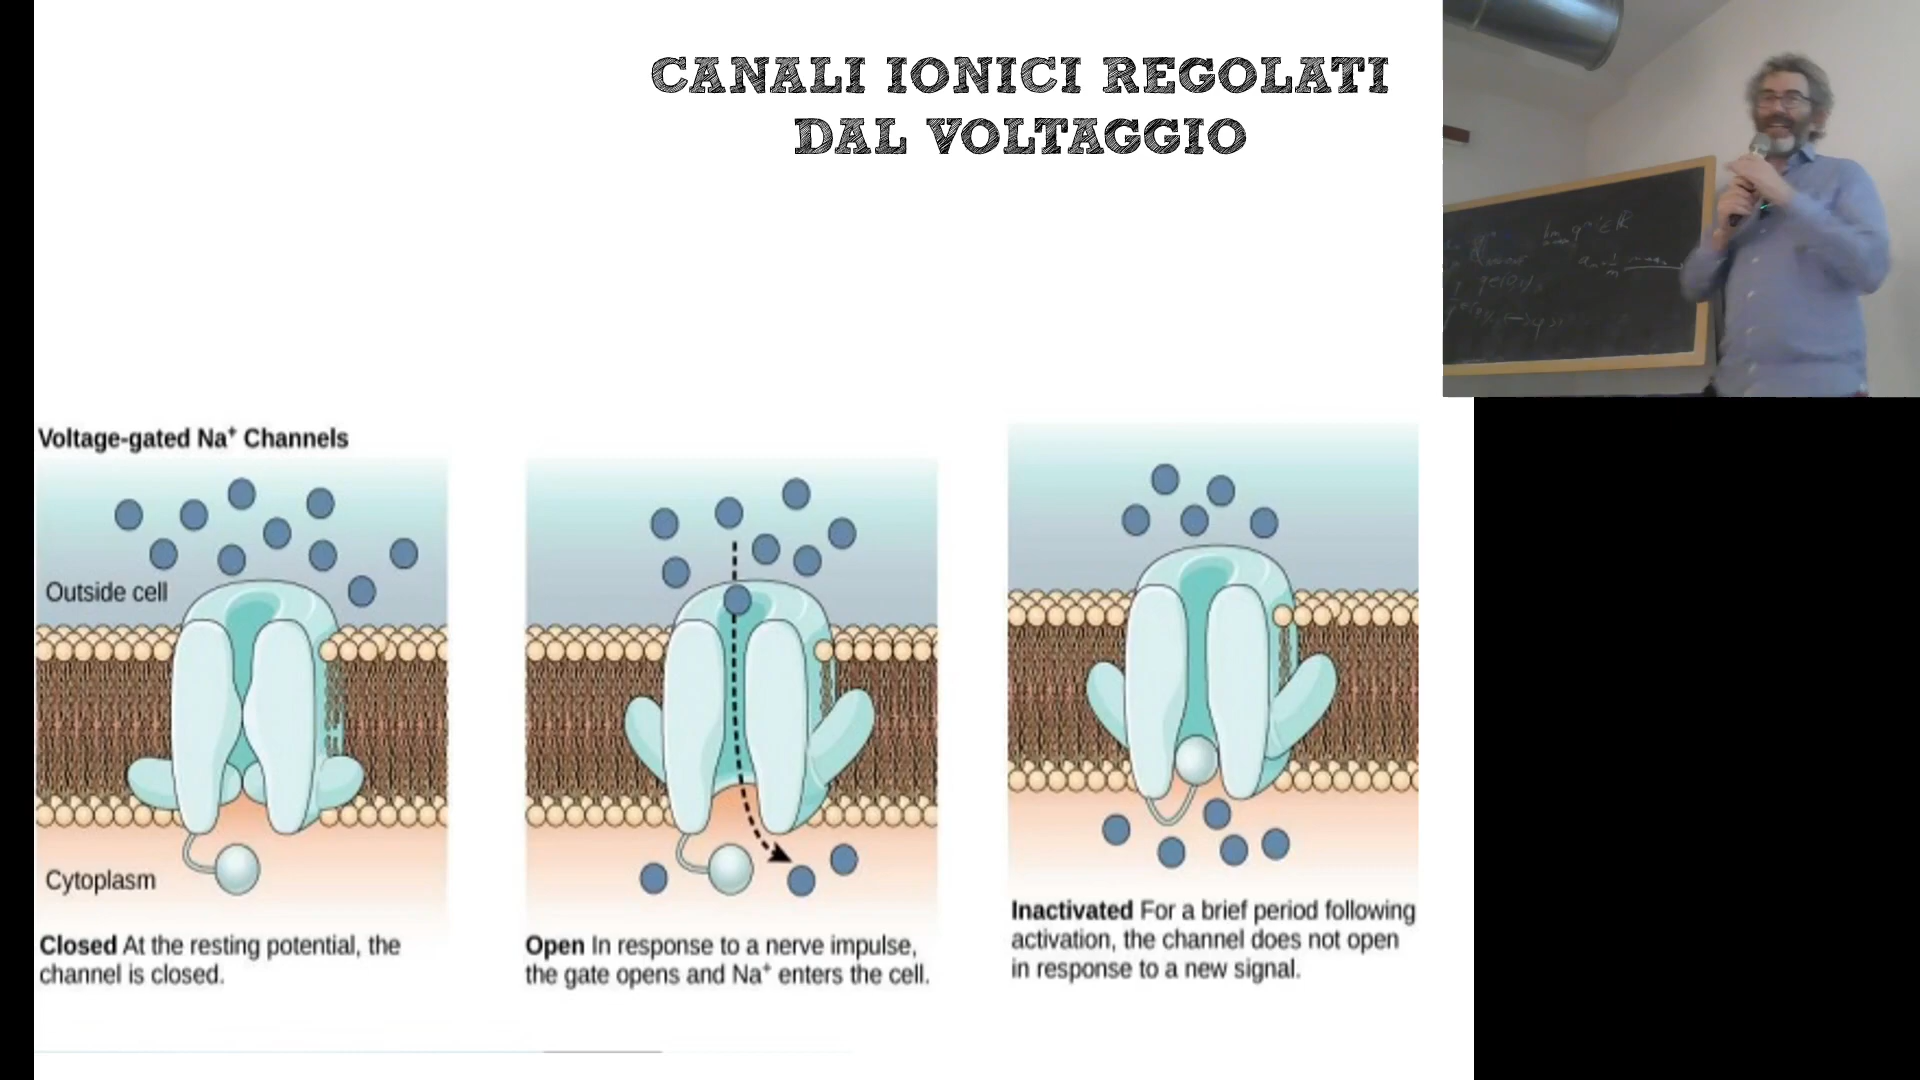 CANALI IONICI REGOLATI
DAL VOLTAGGIO
Voltage-gated Na⁺ Channels
Outside cell
Cytoplasm
Closed At the resting potential, the
channel is closed.
Open In response to a nerve impulse,
the gate opens and Na⁺ enters the cell.
Inactivated For a brief period following
activation, the channel does not open
in response to a new signal.